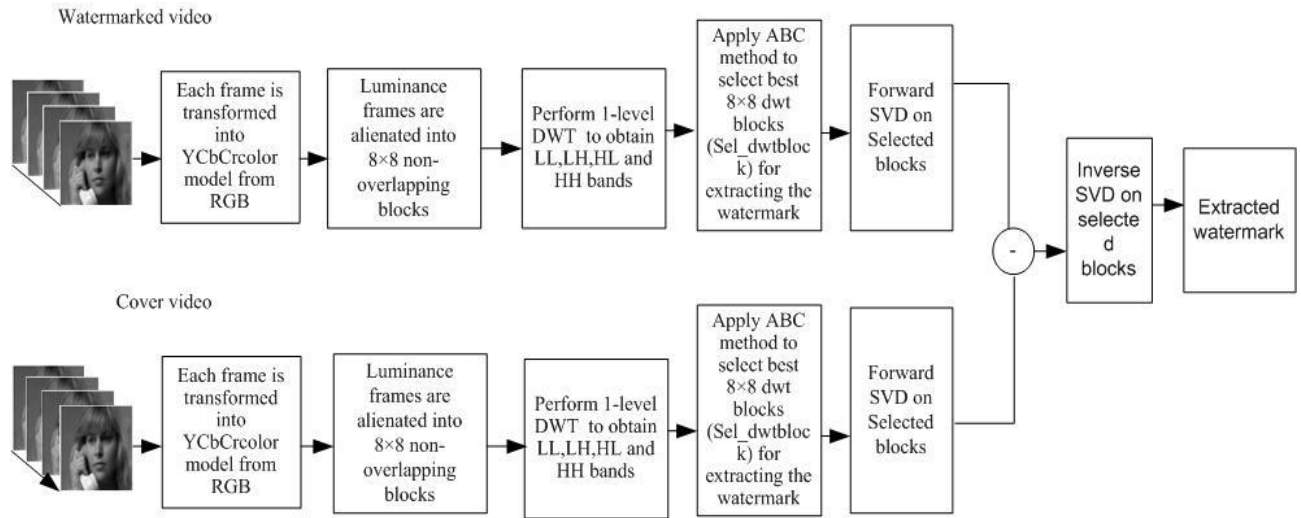 Watermarked video
Each frame is
transformed
into
YCbCrcolor
model from
RGB
Luminance
frames are
alienated into
8×8 non-
overlapping
blocks
Perform 1-level
DWT to obtain
LL,LH,HL and
HH bands
Apply ABC
method to
select best
8×8 dwt
blocks
(Sel_dwtbloc
k) for
extracting the
watermark
Forward
SVD on
Selected
blocks
-
Inverse
SVD on
selecte
d
blocks
Extracted
watermark
Cover video
Each frame is
transformed
into
YCbCrcolor
model from
RGB
Luminance
frames are
alienated into
8×8 non-
overlapping
blocks
Perform 1-level
DWT to obtain
LL,LH,HL and
HH bands
Apply ABC
method to
select best
8×8 dwt
blocks
(Sel_dwtbloc
k) for
extracting the
watermark
Forward
SVD on
Selected
blocks